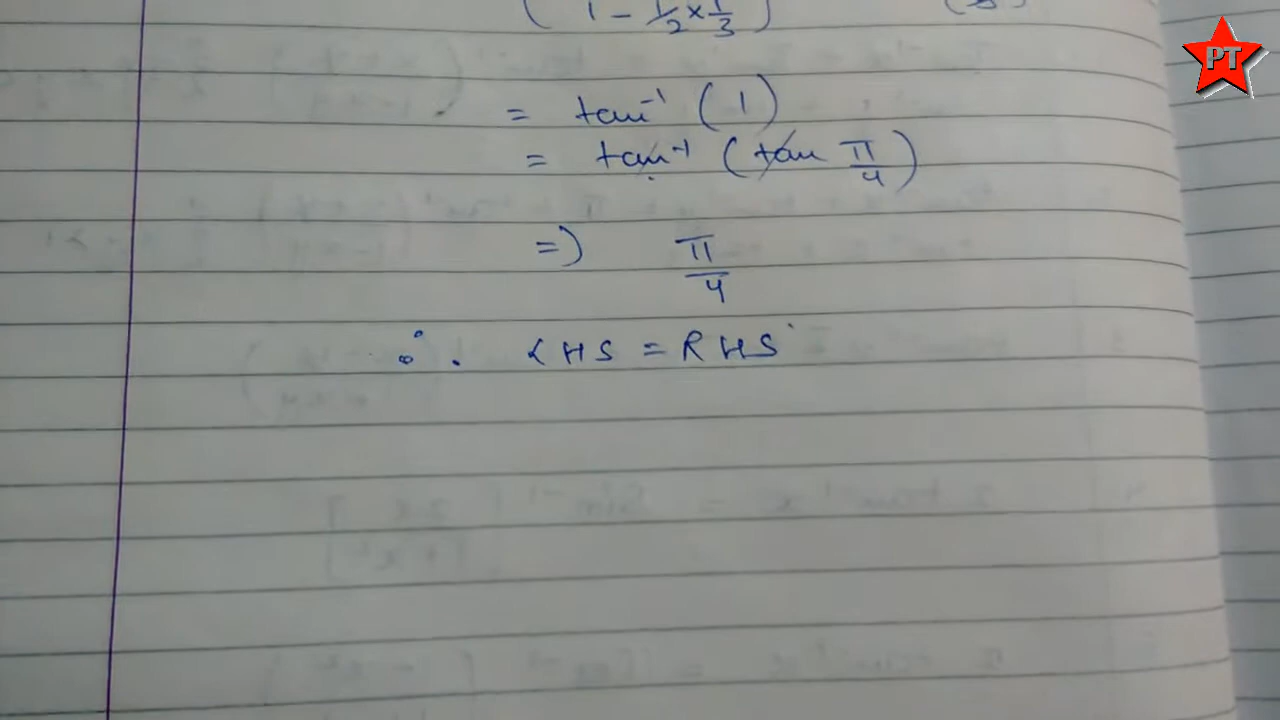 ( 1 - 1/2 × 1/3 )
= tan⁻¹ ( 1 )
= tan⁻¹ ( tan π/4 )
=) π/4
∴ . LHS = RHS
PT